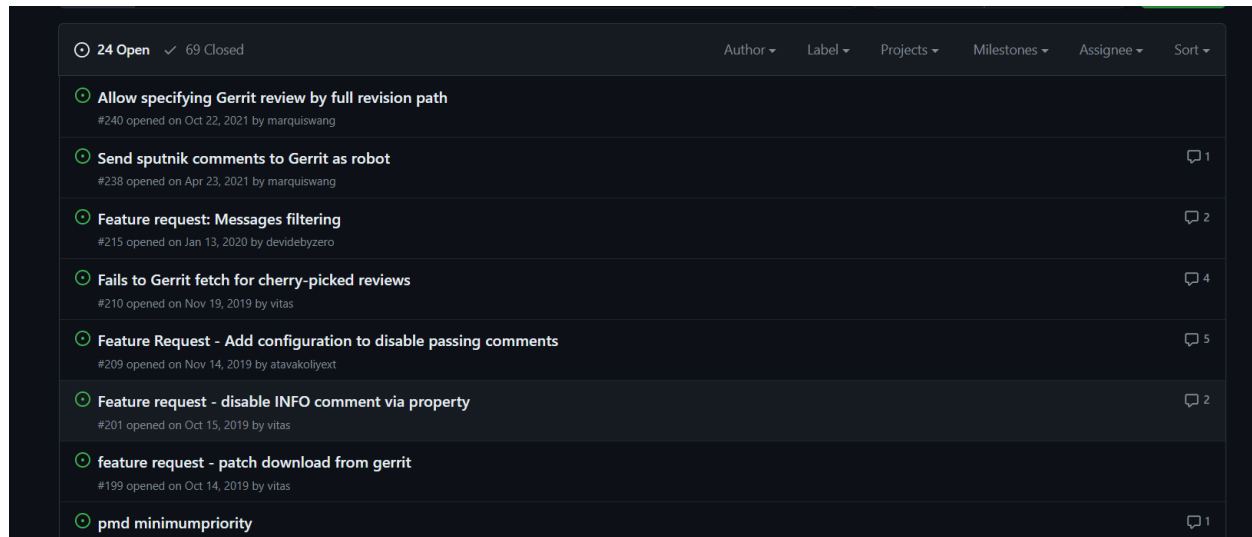 24 Open 69 Closed Author Label Projects Milestones Assignee Sort
Allow specifying Gerrit review by full revision path
#240 opened on Oct 22, 2021 by marquiswang
Send sputnik comments to Gerrit as robot 1
#238 opened on Apr 23, 2021 by marquiswang
Feature request: Messages filtering 2
#215 opened on Jan 13, 2020 by devidebyzero
Fails to Gerrit fetch for cherry-picked reviews 4
#210 opened on Nov 19, 2019 by vitas
Feature Request - Add configuration to disable passing comments 5
#209 opened on Nov 14, 2019 by atavakoliyext
Feature request - disable INFO comment via property 2
#201 opened on Oct 15, 2019 by vitas
feature request - patch download from gerrit
#199 opened on Oct 14, 2019 by vitas
pmd minimumpriority 1